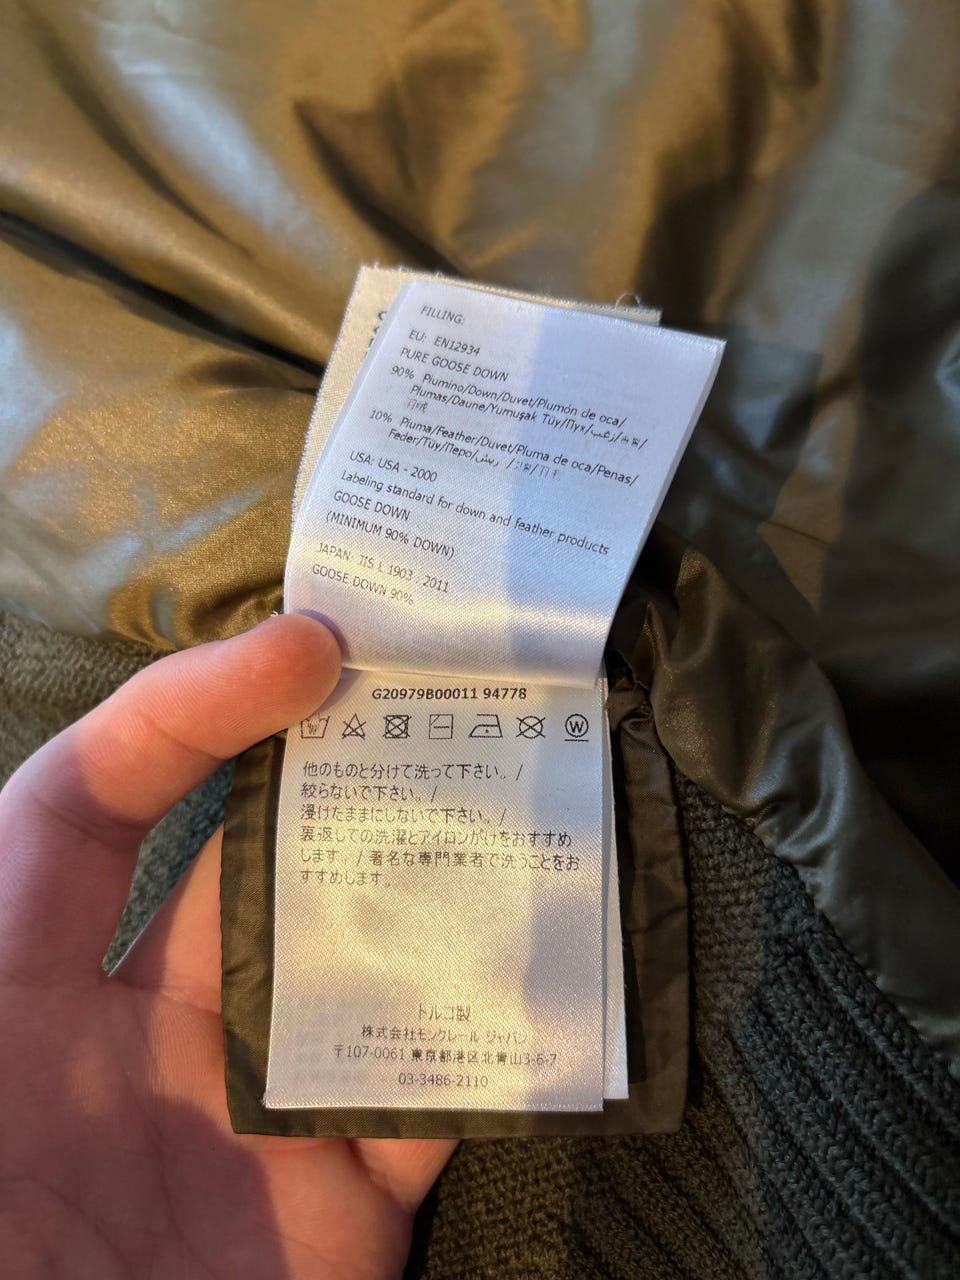 FILLING:
EU: EN12934
PURE GOOSE DOWN
90% Piumino/Down/Duvet/Plumón de oca/
Plumas/Daune/Yumuşak Tüy/Пух/زغب/
10% Piuma/Feather/Duvet/Pluma de oca/Penas/
Feder/Tüy/Перо/ريش/
USA: USA - 2000
Labeling standard for down and feather products
GOOSE DOWN
(MINIMUM 90% DOWN)
JAPAN: JIS L 1903 - 2011
GOOSE DOWN 90%
G20979B00011 94778
W
W
他のものと分けて洗って下さい。/
絞らないで下さい。/
浸けたままにしないで下さい。/
裏返しての洗濯とアイロンがけをおすすめ
します。/ 著名な専門業者で洗うことをお
すすめします。
トルコ製
株式会社モンクレール ジャパン
〒107-0061 東京都港区北青山3-6-7
03-3486-2110